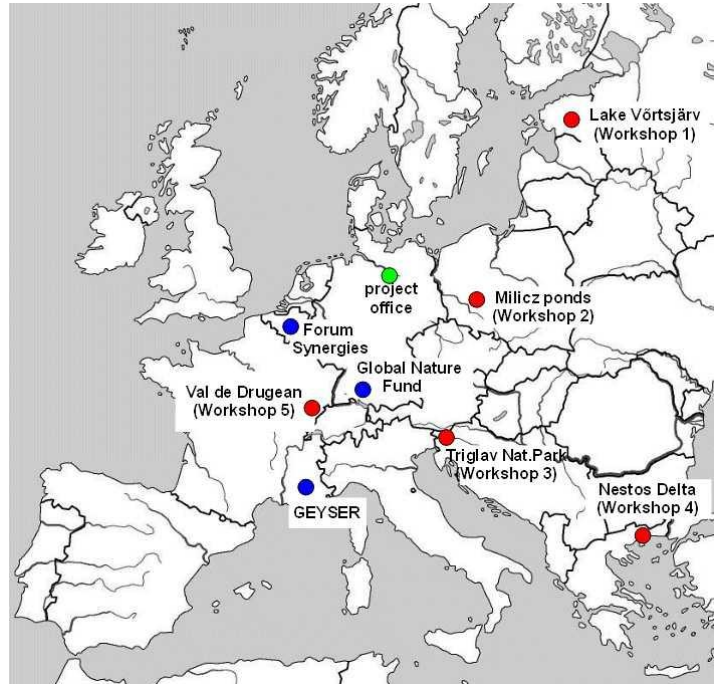 Lake Võrtsjärv
(Workshop 1)
project
office
Milicz ponds
(Workshop 2)
Forum
Synergies
Global Nature
Fund
Val de Drugean
(Workshop 5)
Triglav Nat.Park
(Workshop 3)
Nestos Delta
(Workshop 4)
GEYSER